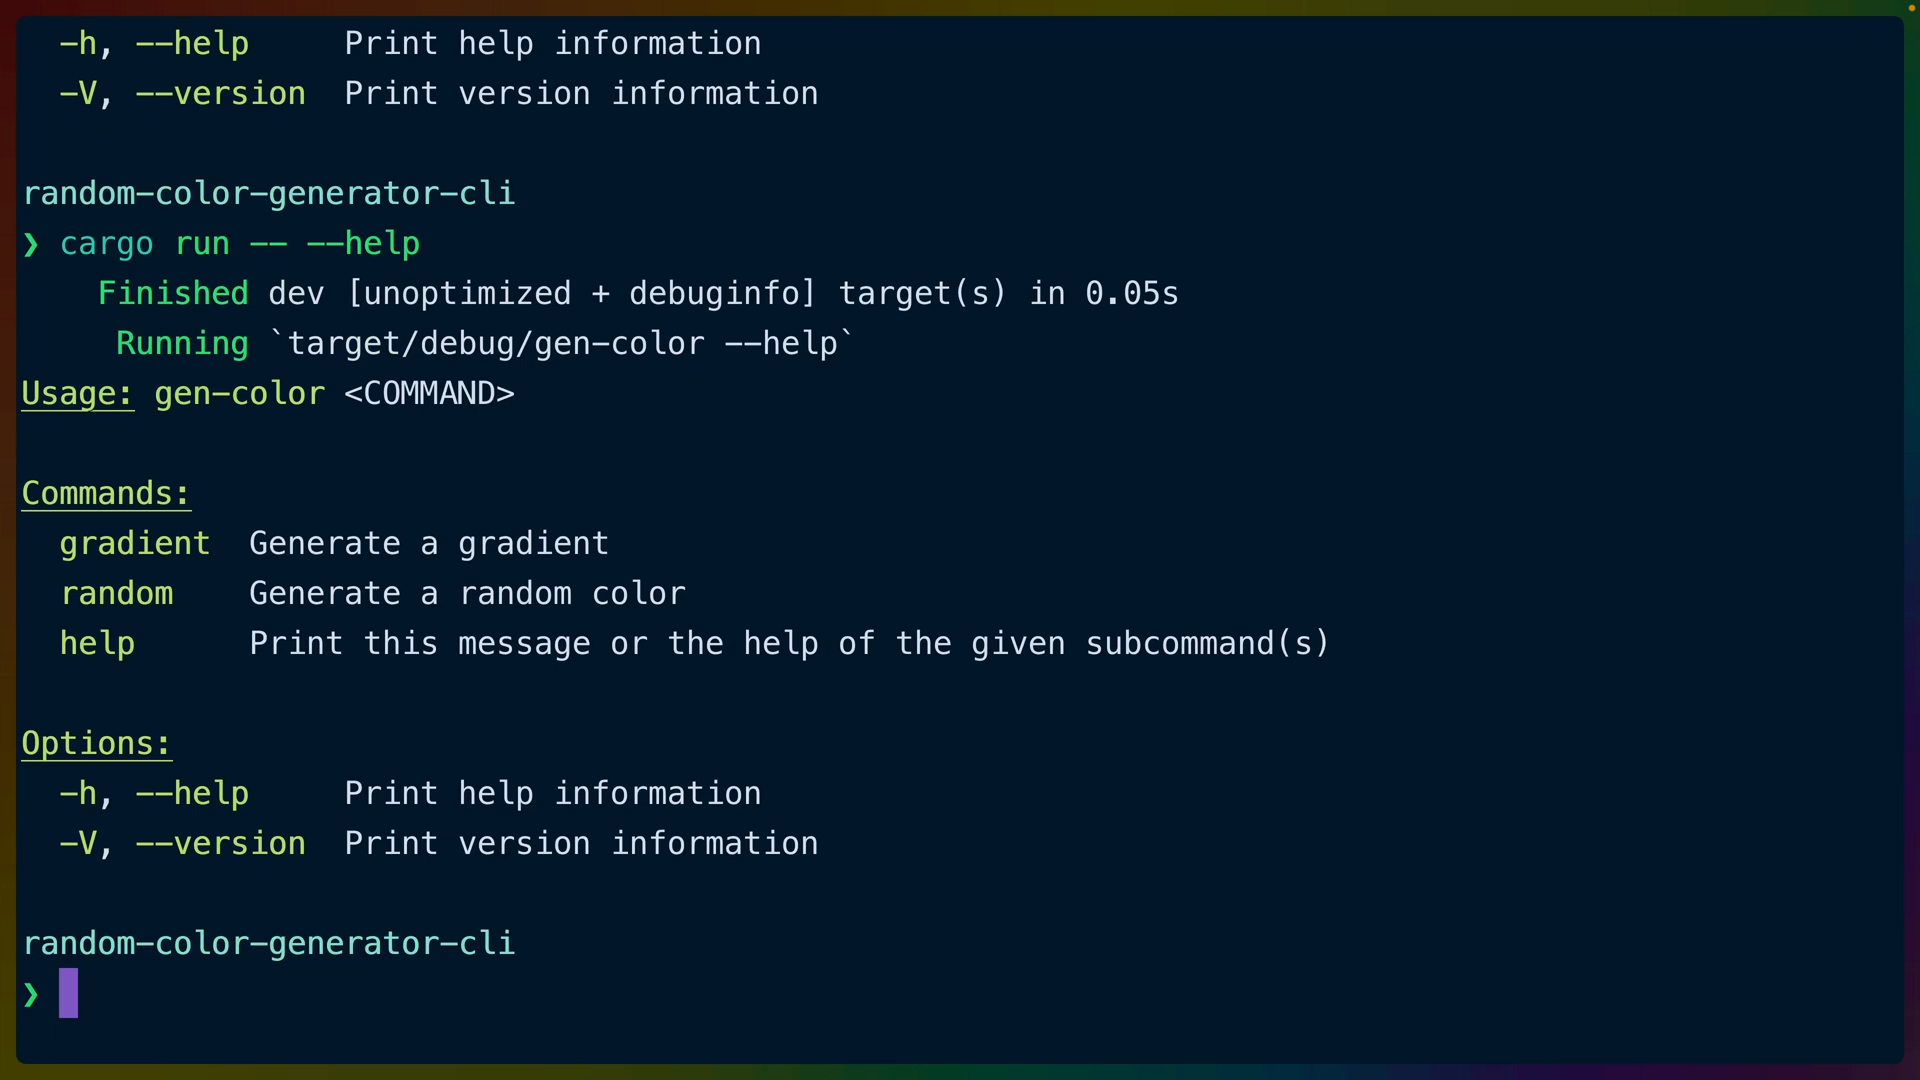 -h, --help     Print help information
-V, --version  Print version information
random-color-generator-cli
❯ cargo run -- --help
Finished dev [unoptimized + debuginfo] target(s) in 0.05s
Running `target/debug/gen-color --help`
Usage: gen-color <COMMAND>
Commands:
gradient  Generate a gradient
random    Generate a random color
help      Print this message or the help of the given subcommand(s)
Options:
-h, --help     Print help information
-V, --version  Print version information
random-color-generator-cli
❯